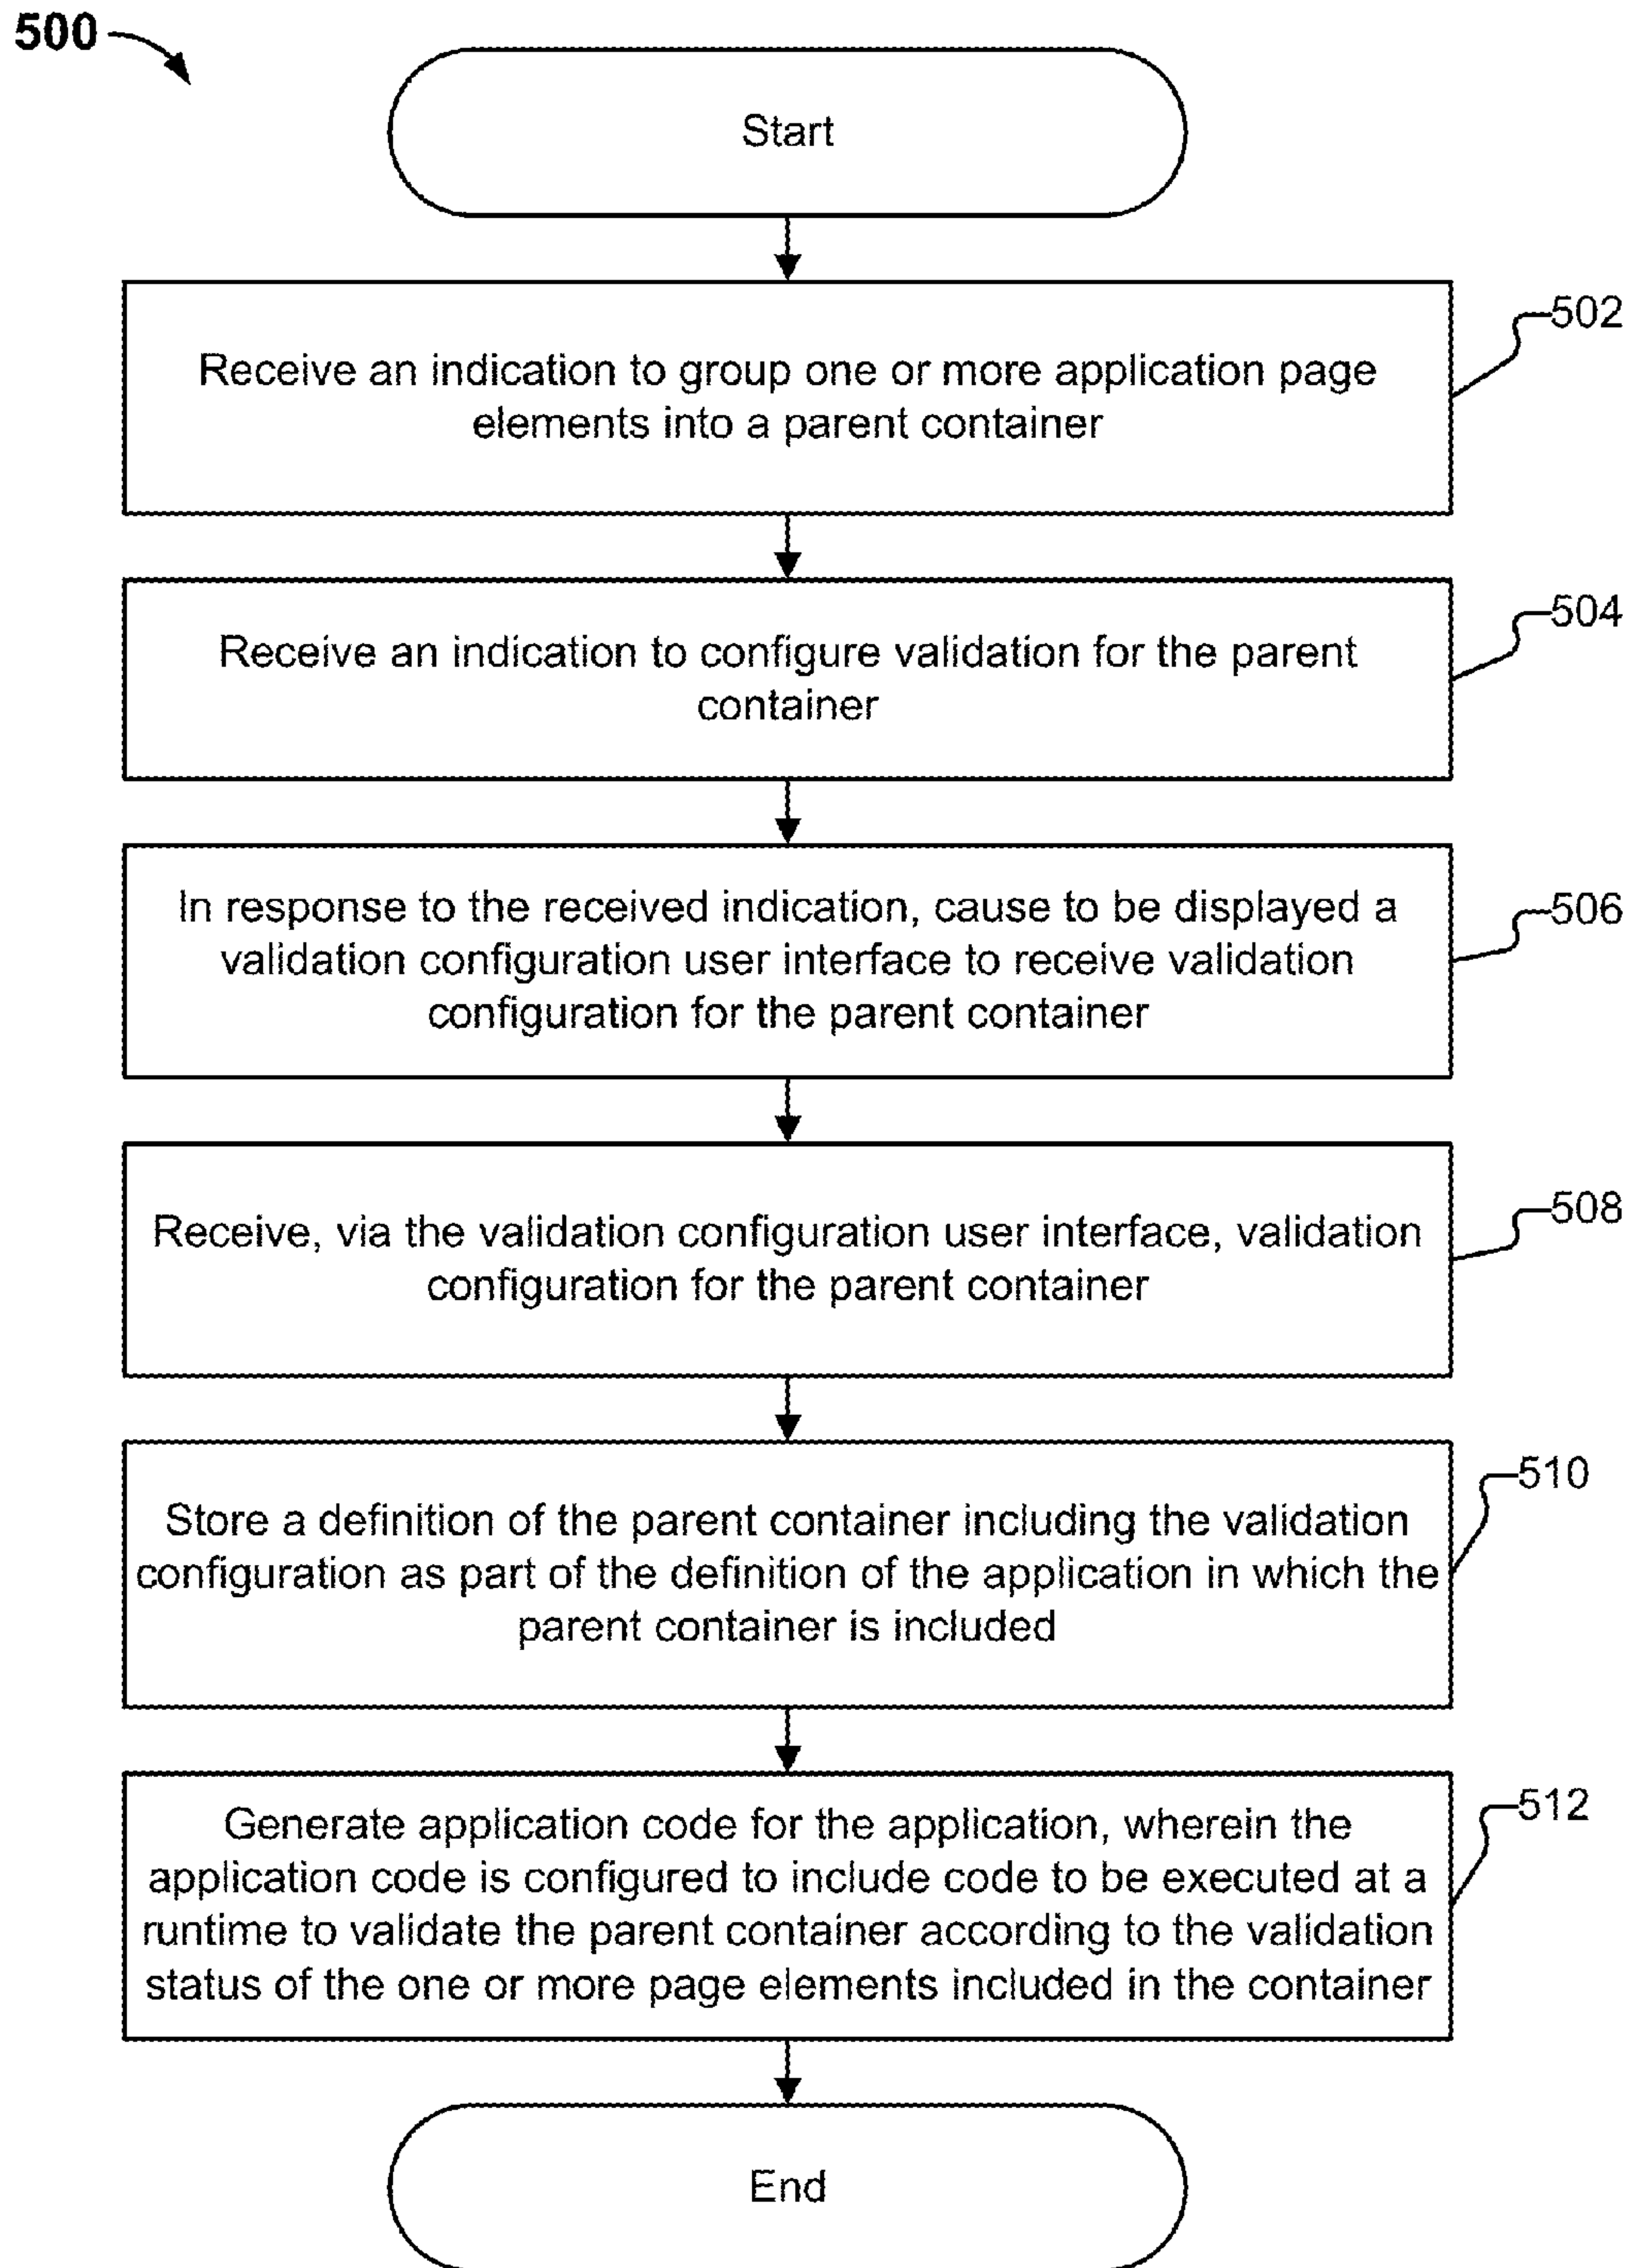 500
Start
Receive an indication to group one or more application page
elements into a parent container
502
Receive an indication to configure validation for the parent
container
504
In response to the received indication, cause to be displayed a
validation configuration user interface to receive validation
configuration for the parent container
506
Receive, via the validation configuration user interface, validation
configuration for the parent container
508
Store a definition of the parent container including the validation
configuration as part of the definition of the application in which the
parent container is included
510
Generate application code for the application, wherein the
application code is configured to include code to be executed at a
runtime to validate the parent container according to the validation
status of the one or more page elements included in the container
512
End